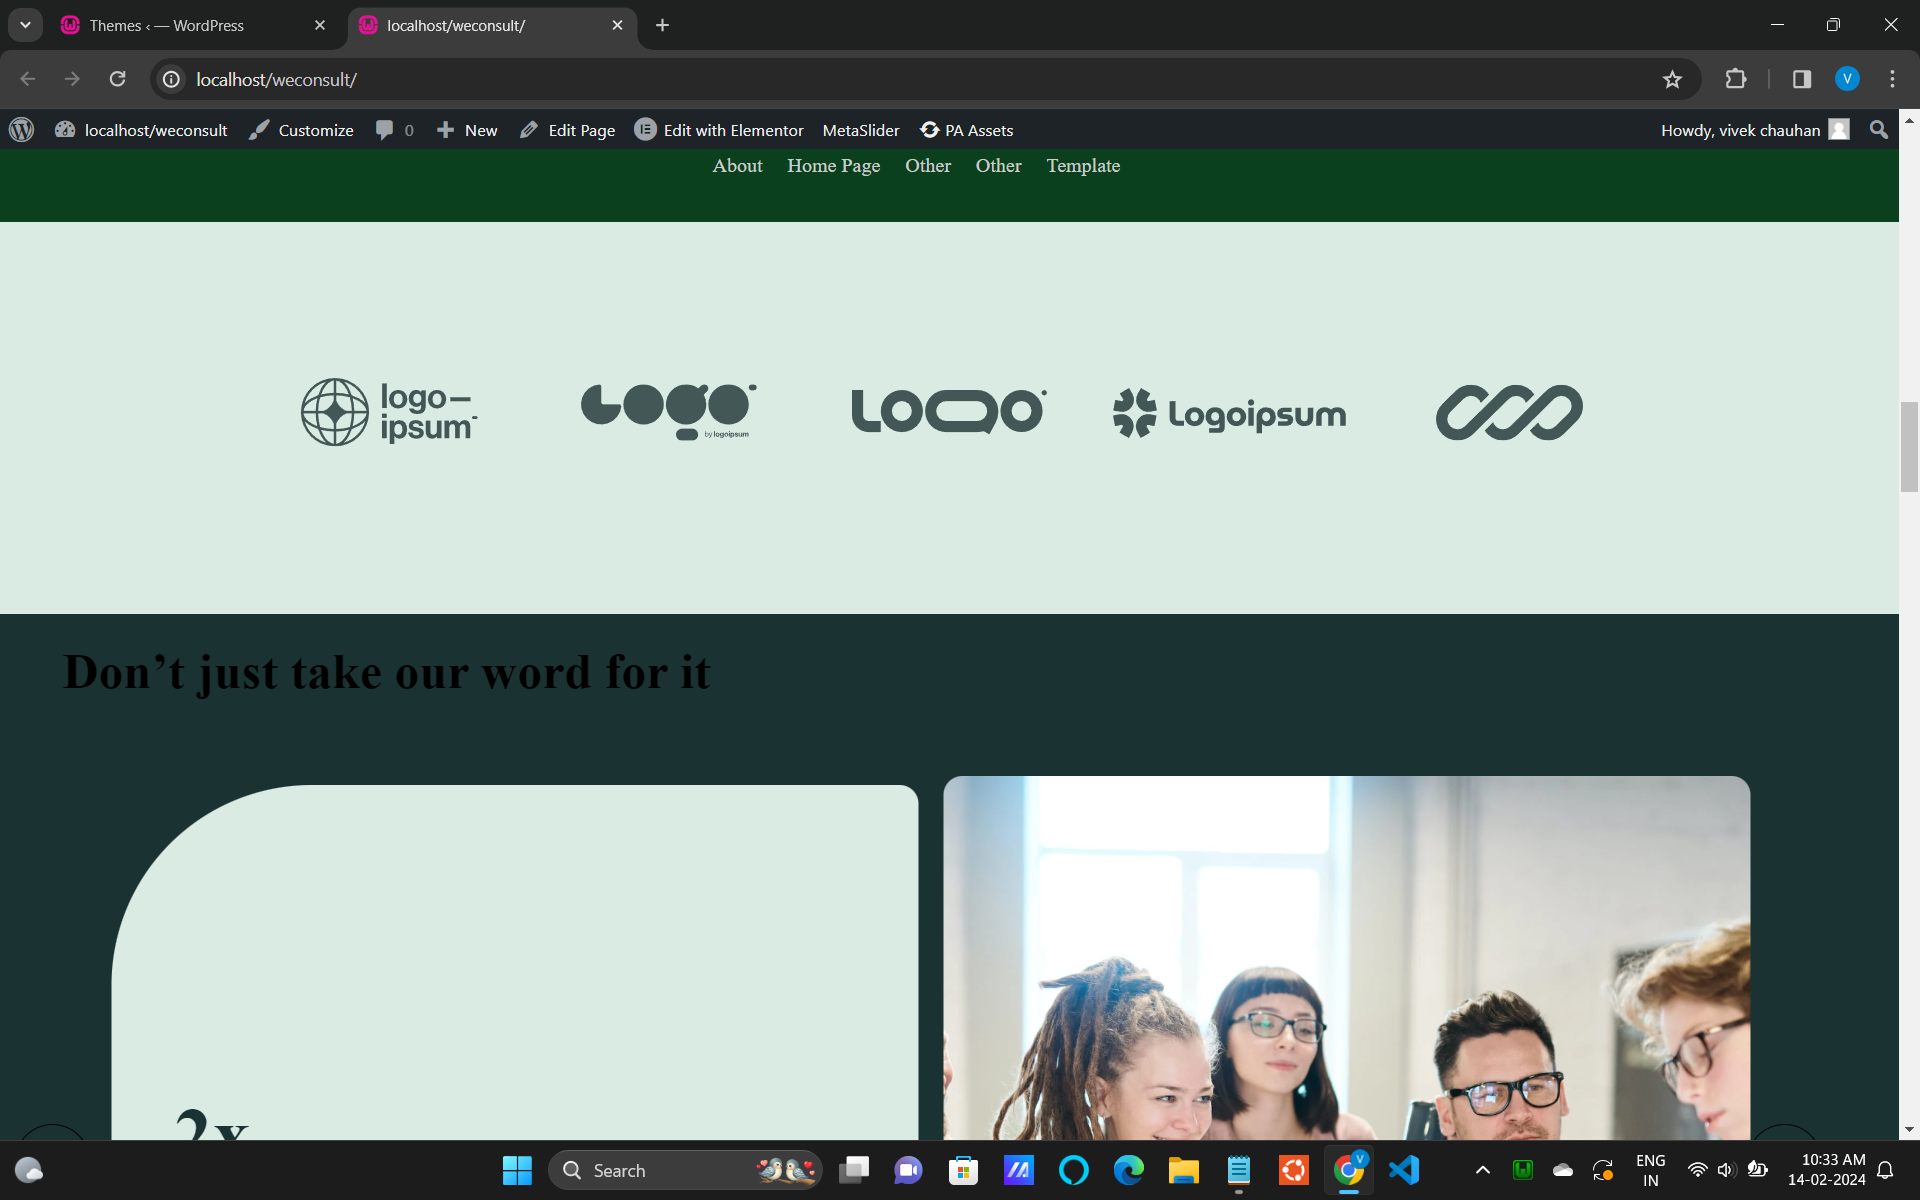 Themes ‹ — WordPress
localhost/weconsult/
localhost/weconsult/
V
localhost/weconsult
Customize
0
New
Edit Page
Edit with Elementor
MetaSlider
PA Assets
Howdy, vivek chauhan
About
Home Page
Other
Other
Template
logo—
ipsum
Logo
by logoipsum
LOQO
Logoipsum
Don’t just take our word for it
2x
Search
V
ENG
IN
10:33 AM
14-02-2024